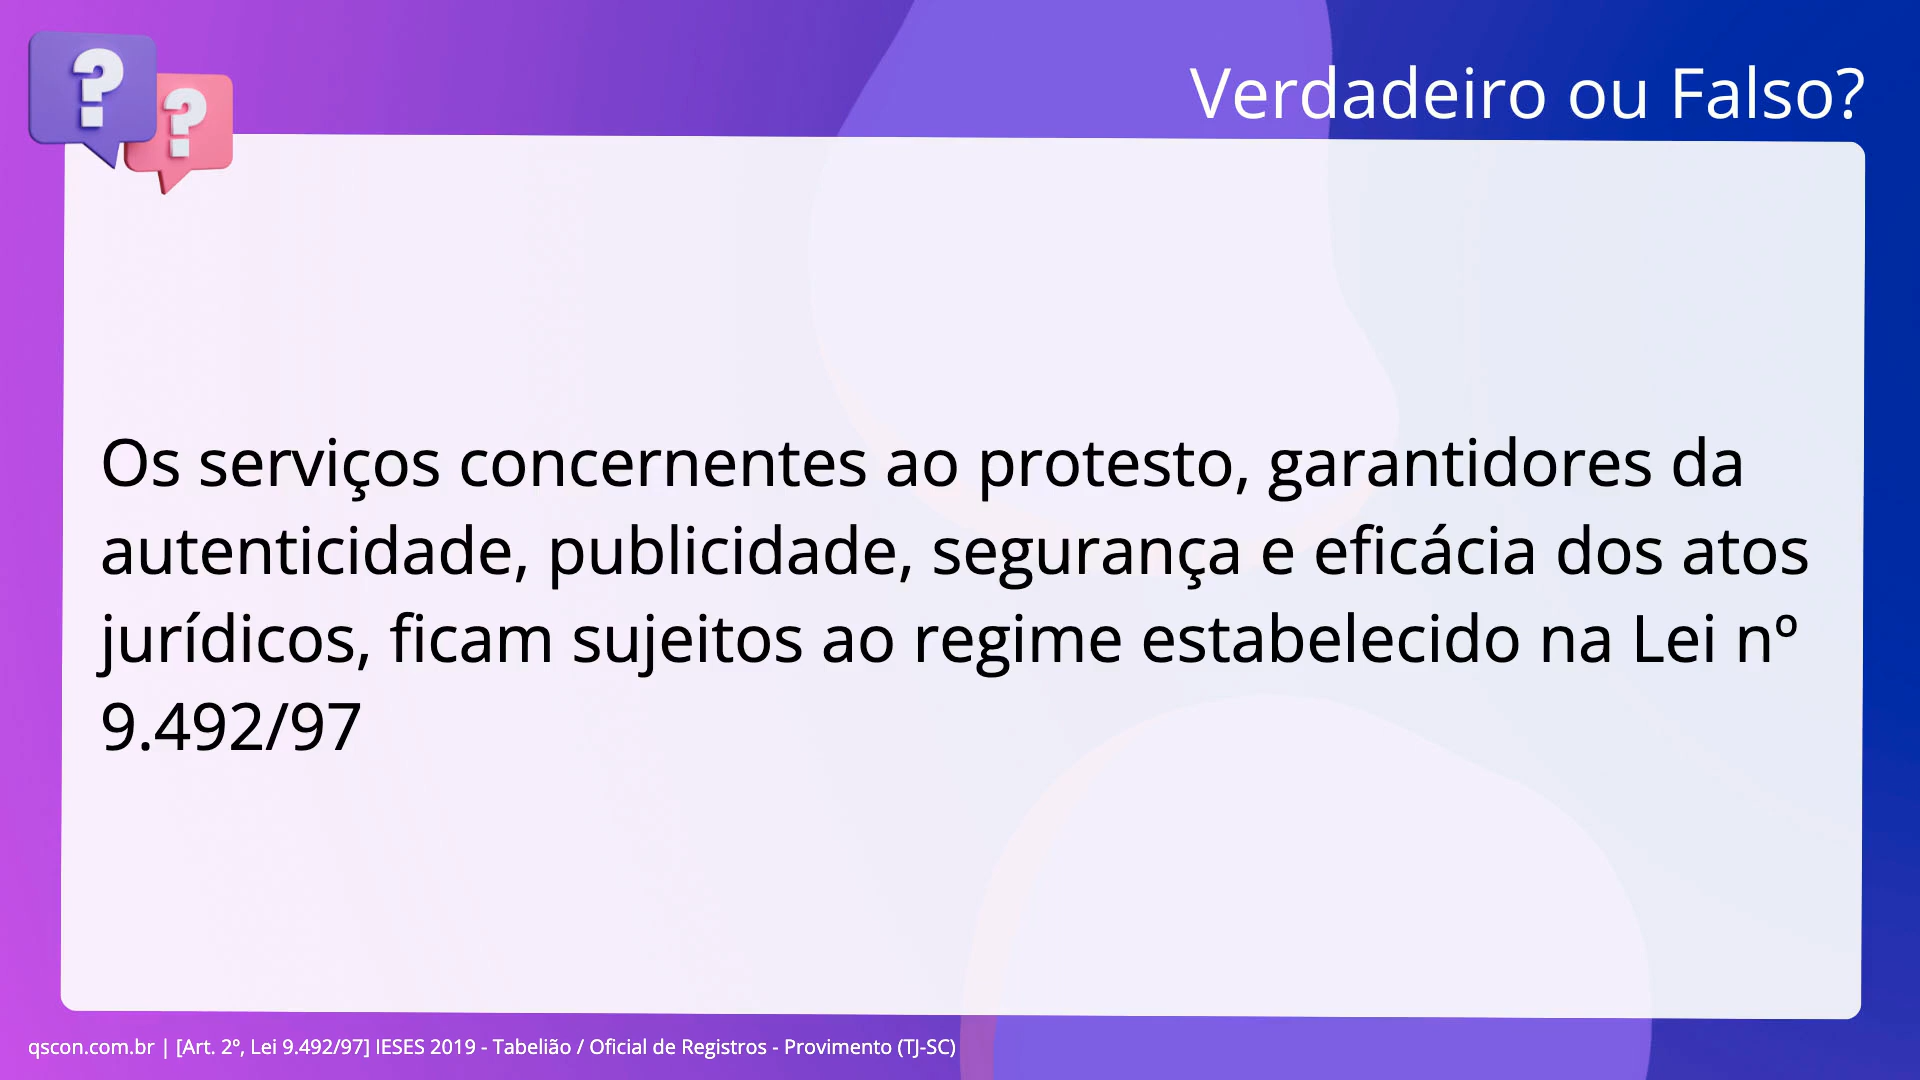 Verdadeiro ou Falso?
Os serviços concernentes ao protesto, garantidores da
autenticidade, publicidade, segurança e eficácia dos atos
jurídicos, ficam sujeitos ao regime estabelecido na Lei nº
9.492/97
qscon.com.br | [Art. 2º, Lei 9.492/97] IESES 2019 - Tabelião / Oficial de Registros - Provimento (TJ-SC)